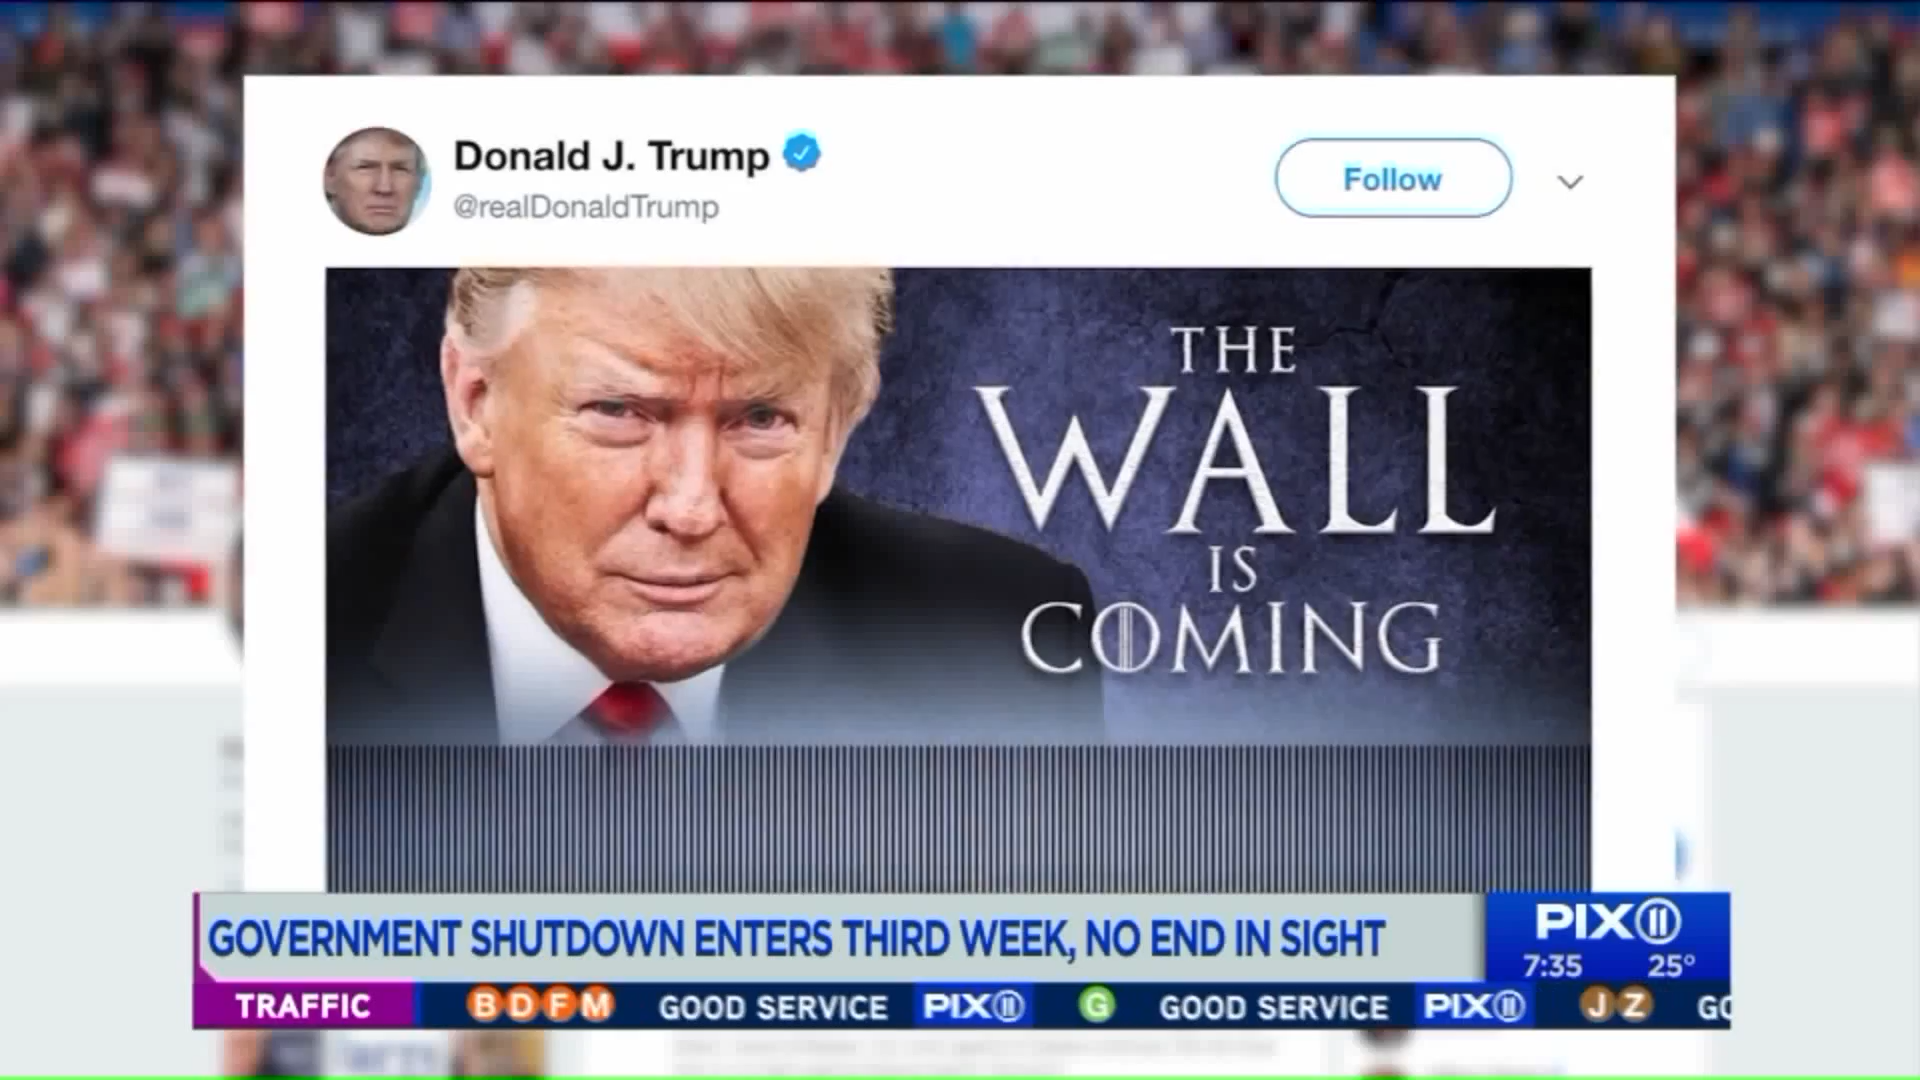 Donald J. Trump
@realDonaldTrump
Follow
THE
WALL
IS
COMING
GOVERNMENT SHUTDOWN ENTERS THIRD WEEK, NO END IN SIGHT
PIX11
7:35 25°
TRAFFIC B D F M GOOD SERVICE PIX11 G GOOD SERVICE PIX11 J Z